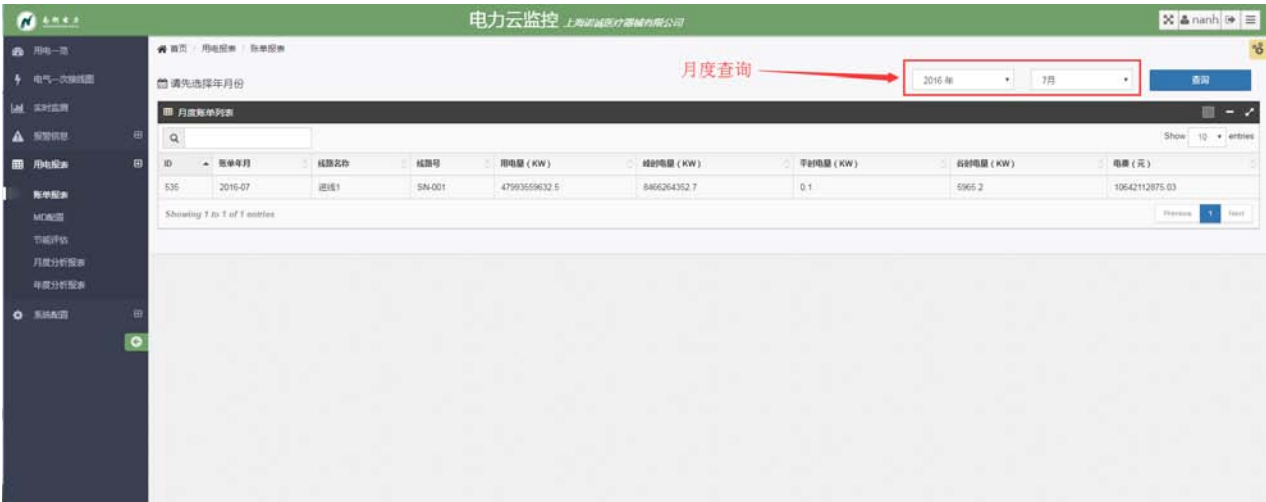 电力云监控 上海诺诚医疗器械有限公司
nanh
用电一览
电气一次接线图
实时监测
报警信息
用电报表
账单报表
MD配置
节能评估
月度分析报表
年度分析报表
系统配置
首页 / 用电报表 / 账单报表
请先选择年月份
月度查询
2016 年
7月
查询
月度账单列表
Show 10 entries
ID 账单年月 线路名称 线路号 用电量 ( KW ) 峰时电量 ( KW ) 平时电量 ( KW ) 谷时电量 ( KW ) 电费 ( 元 )
535 2016-07 进线1 SN-001 47993559632.5 8466264352.7 0.1 5965.2 10642112875.03
Showing 1 to 1 of 1 entries
Previous 1 Next